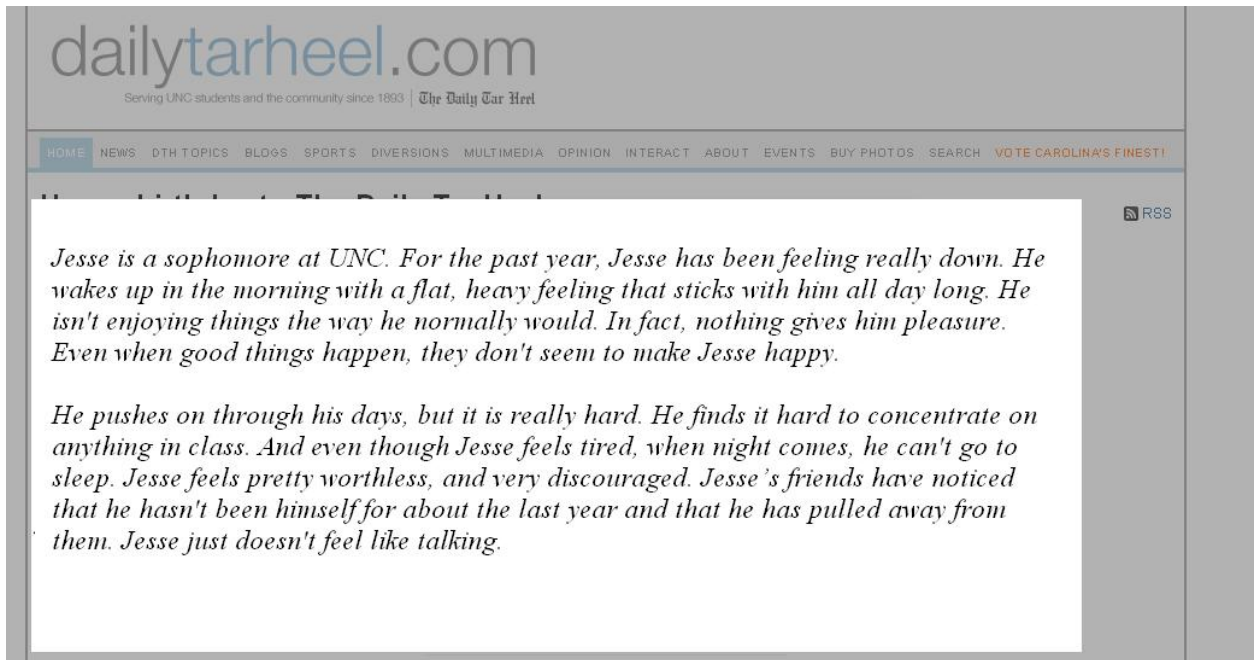 dailytarheel.com
Serving UNC students and the community since 1893 | The Daily Tar Heel
HOME NEWS DTH TOPICS BLOGS SPORTS DIVERSIONS MULTIMEDIA OPINION INTERACT ABOUT EVENTS BUY PHOTOS SEARCH VOTE CAROLINA'S FINEST!
RSS
Jesse is a sophomore at UNC. For the past year, Jesse has been feeling really down. He
wakes up in the morning with a flat, heavy feeling that sticks with him all day long. He
isn't enjoying things the way he normally would. In fact, nothing gives him pleasure.
Even when good things happen, they don't seem to make Jesse happy.
He pushes on through his days, but it is really hard. He finds it hard to concentrate on
anything in class. And even though Jesse feels tired, when night comes, he can't go to
sleep. Jesse feels pretty worthless, and very discouraged. Jesse's friends have noticed
that he hasn't been himself for about the last year and that he has pulled away from
them. Jesse just doesn't feel like talking.